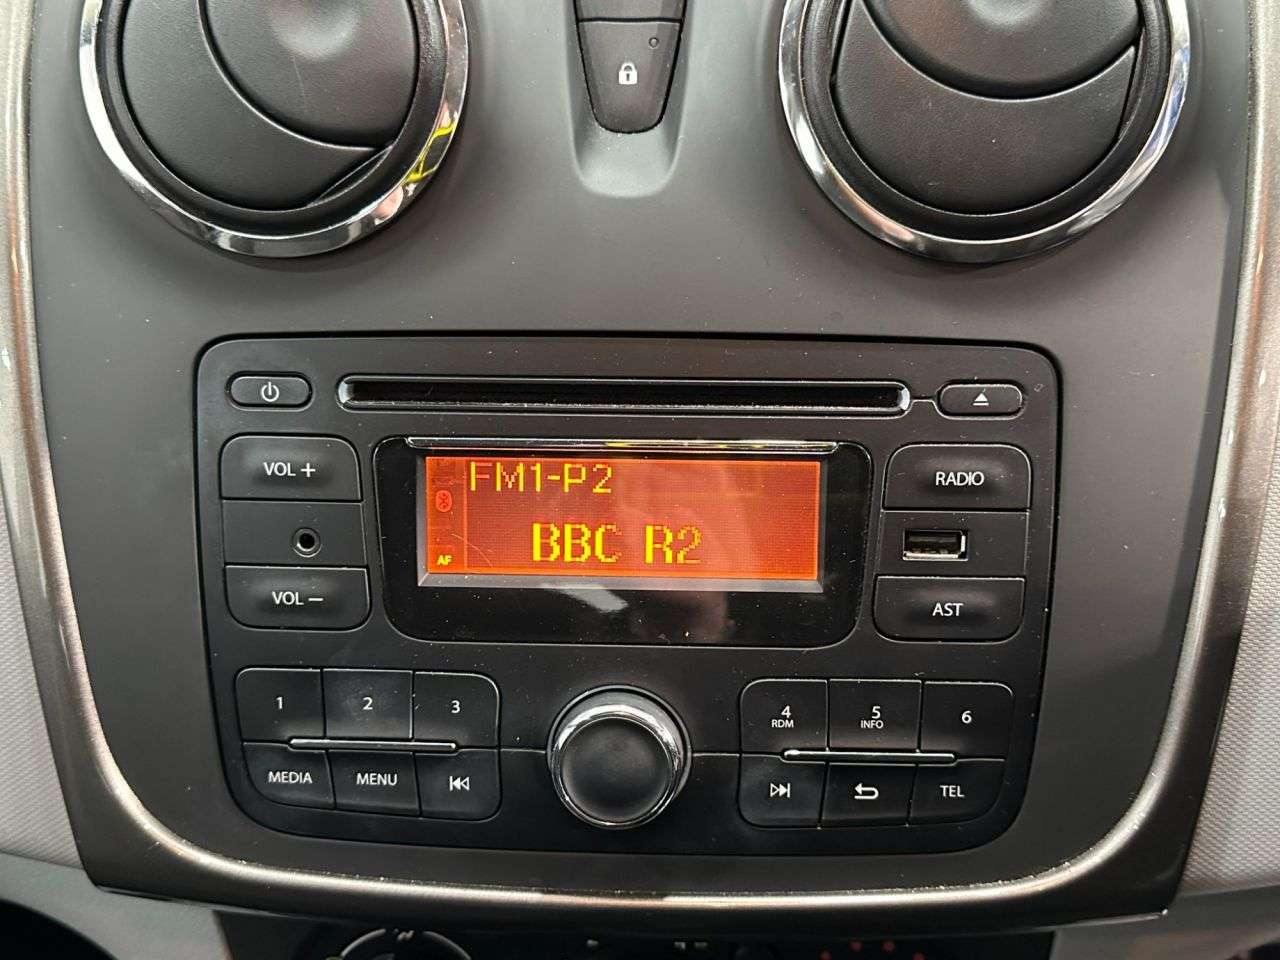 VOL +
FM1-P2
BBC R2
AF
RADIO
VOL −
AST
1
2
3
4
RDM
5
INFO
6
MEDIA
MENU
TEL